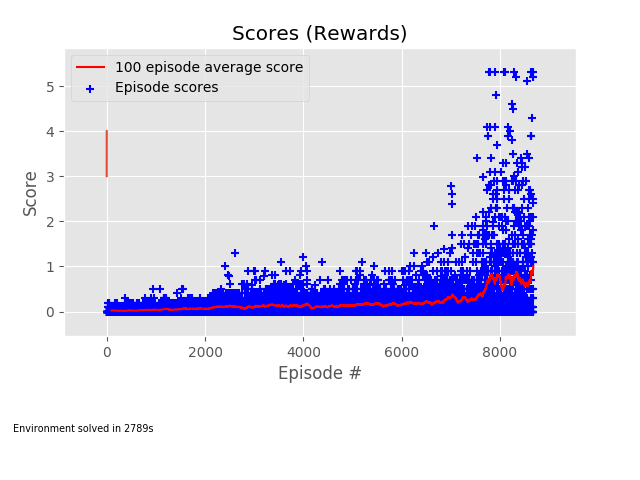 Scores (Rewards)
100 episode average score
Episode scores
Score
5
4
3
2
1
0
0 2000 4000 6000 8000
Episode #
Environment solved in 2789s